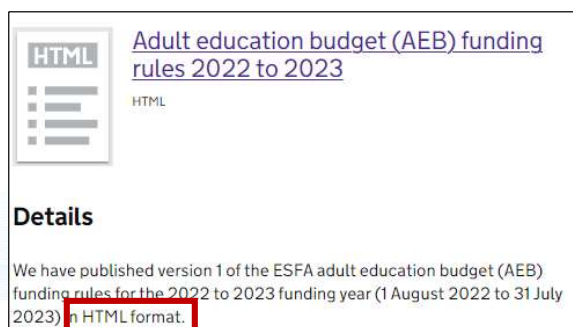 HTML
Adult education budget (AEB) funding
rules 2022 to 2023
HTML
Details
We have published version 1 of the ESFA adult education budget (AEB)
funding rules for the 2022 to 2023 funding year (1 August 2022 to 31 July
2023) in HTML format.